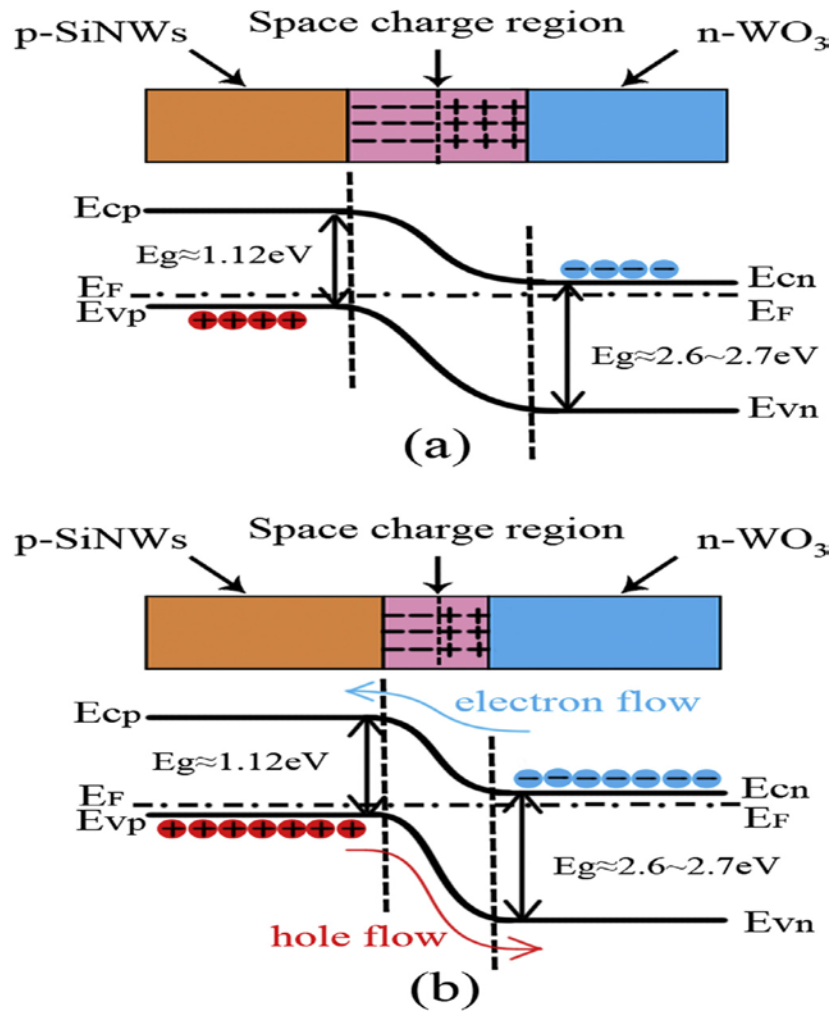 p-SiNWs Space charge region n-WO₃
Ecp
Eg≈1.12eV
Ecn
EF
EF
Evp
Eg≈2.6~2.7eV
Evn
(a)
p-SiNWs Space charge region n-WO₃
electron flow
Ecp
Eg≈1.12eV
Ecn
EF
EF
Evp
Eg≈2.6~2.7eV
hole flow
Evn
(b)